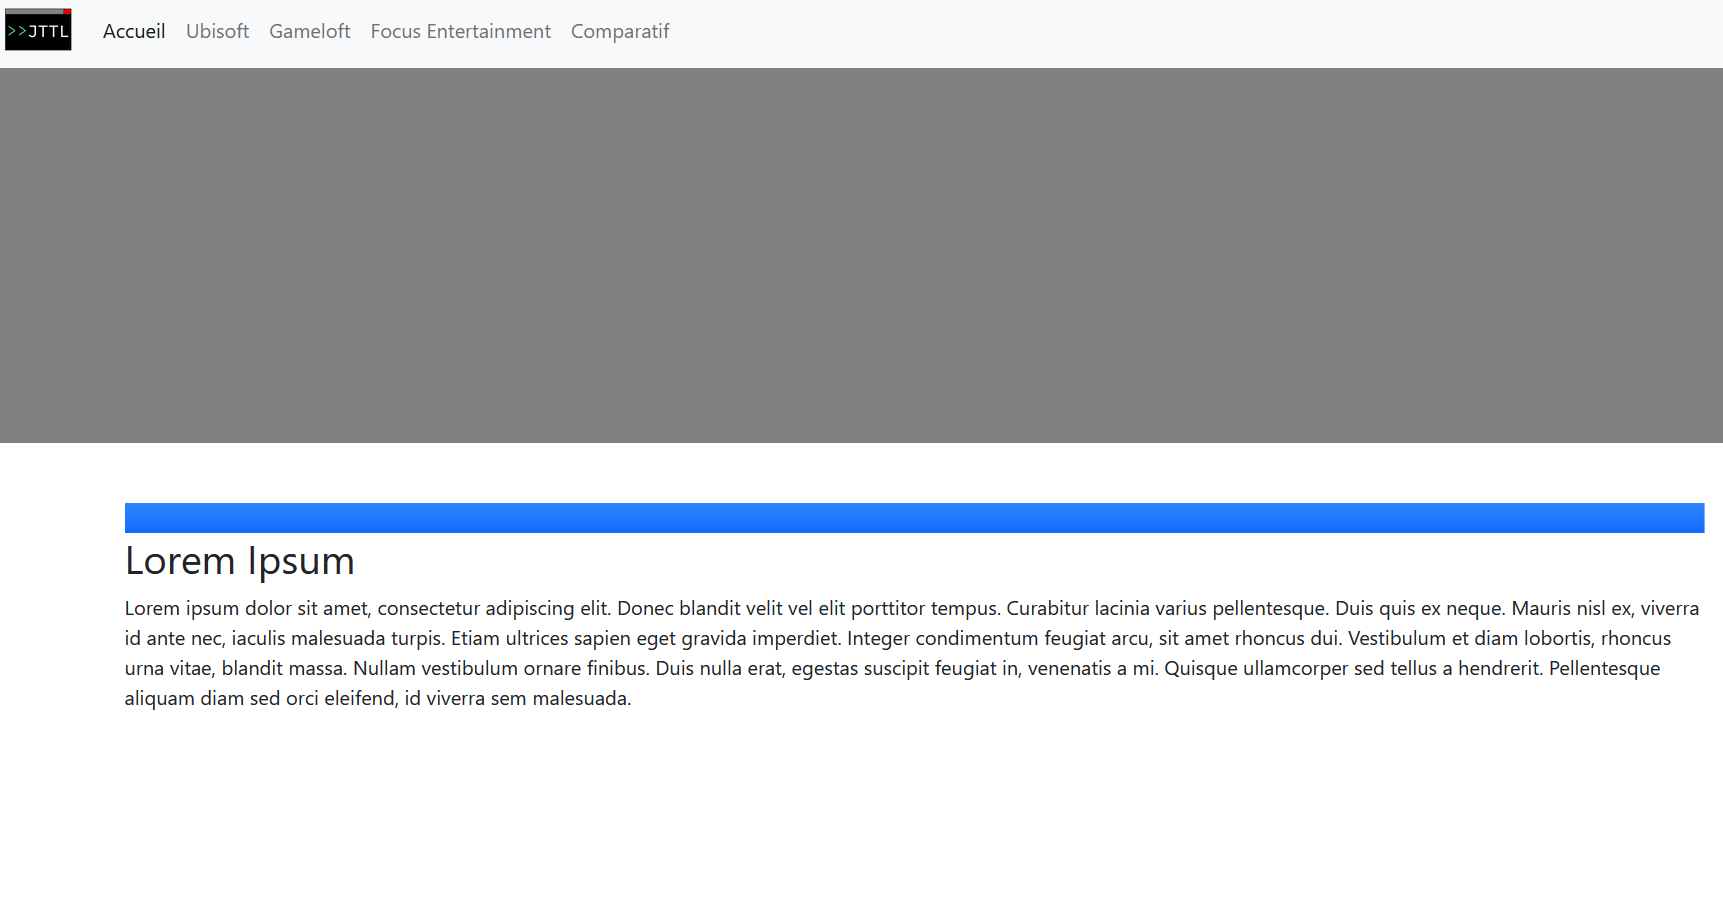 >>JTTL Accueil Ubisoft Gameloft Focus Entertainment Comparatif
Lorem Ipsum
Lorem ipsum dolor sit amet, consectetur adipiscing elit. Donec blandit velit vel elit porttitor tempus. Curabitur lacinia varius pellentesque. Duis quis ex neque. Mauris nisl ex, viverra
id ante nec, iaculis malesuada turpis. Etiam ultrices sapien eget gravida imperdiet. Integer condimentum feugiat arcu, sit amet rhoncus dui. Vestibulum et diam lobortis, rhoncus
urna vitae, blandit massa. Nullam vestibulum ornare finibus. Duis nulla erat, egestas suscipit feugiat in, venenatis a mi. Quisque ullamcorper sed tellus a hendrerit. Pellentesque
aliquam diam sed orci eleifend, id viverra sem malesuada.